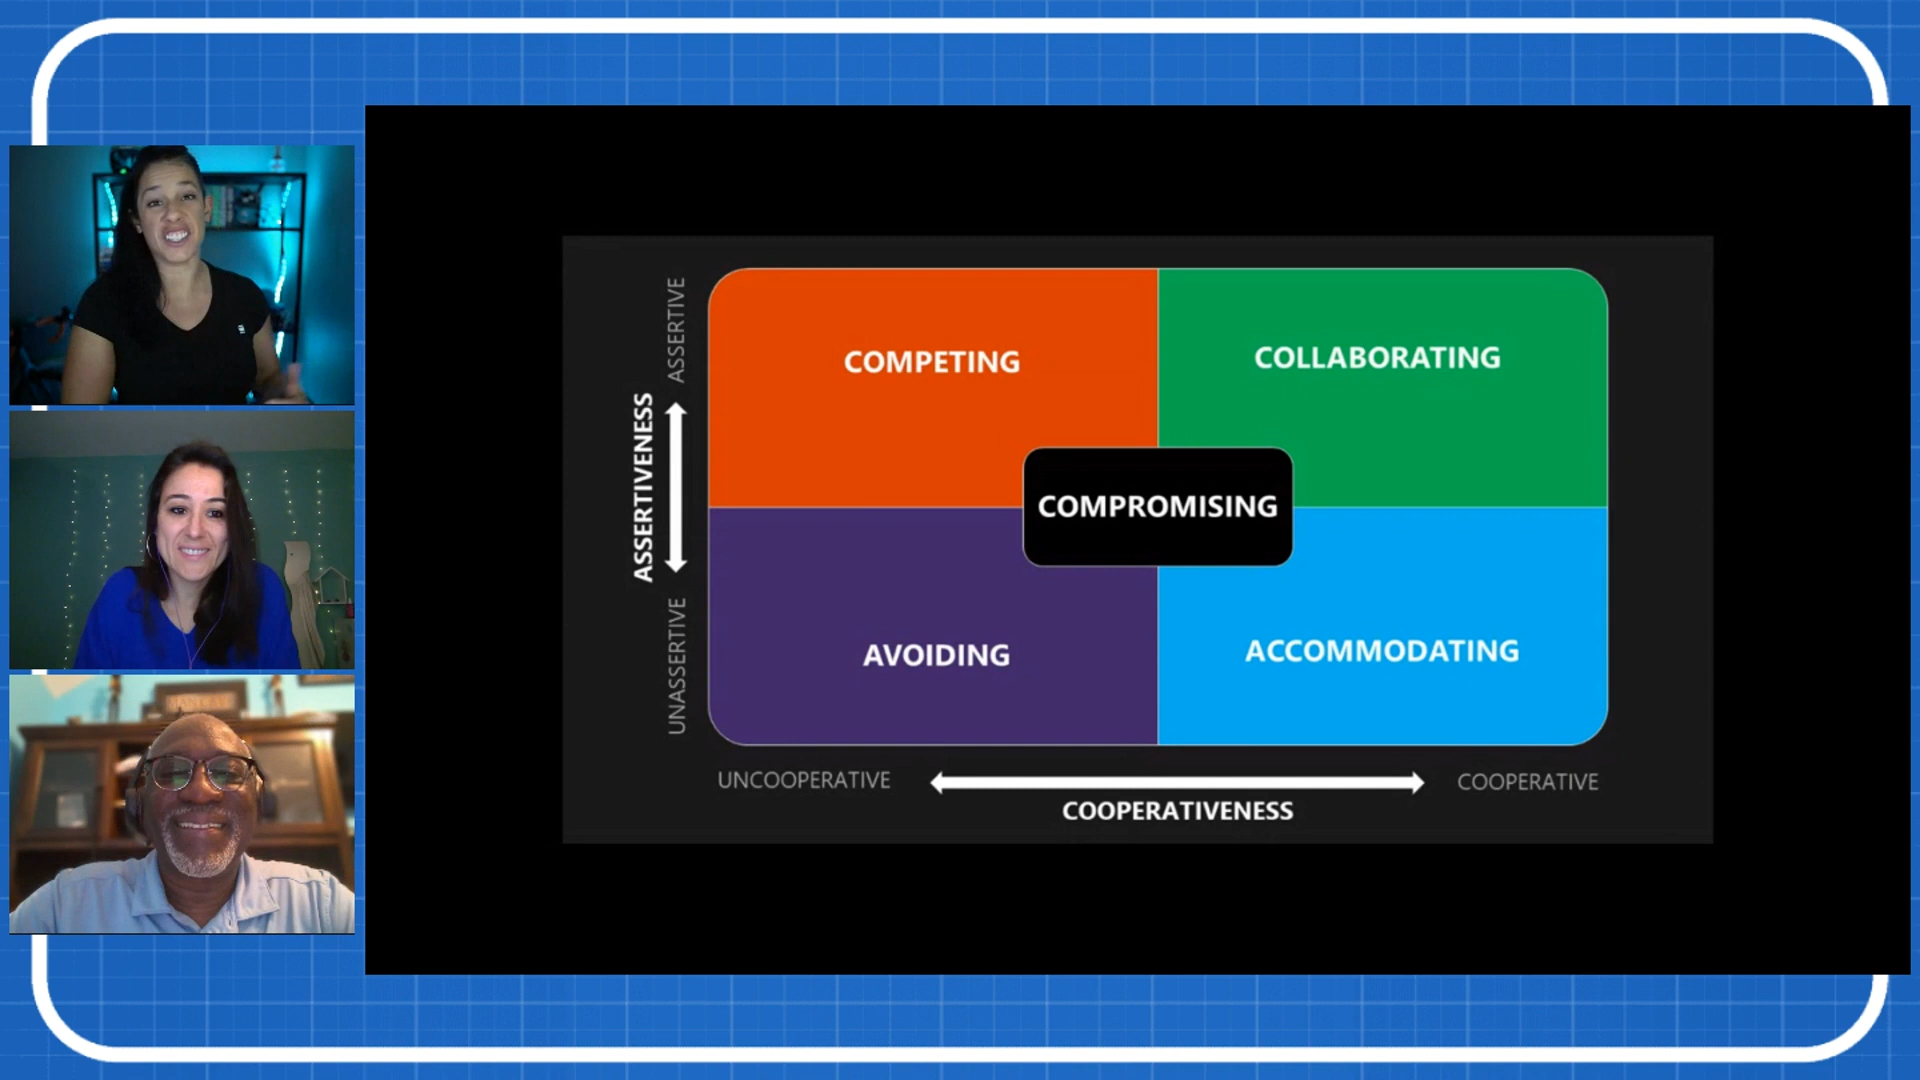 ASSERTIVE
COMPETING
COLLABORATING
ASSERTIVENESS
COMPROMISING
UNASSERTIVE
AVOIDING
ACCOMMODATING
UNCOOPERATIVE
COOPERATIVE
COOPERATIVENESS